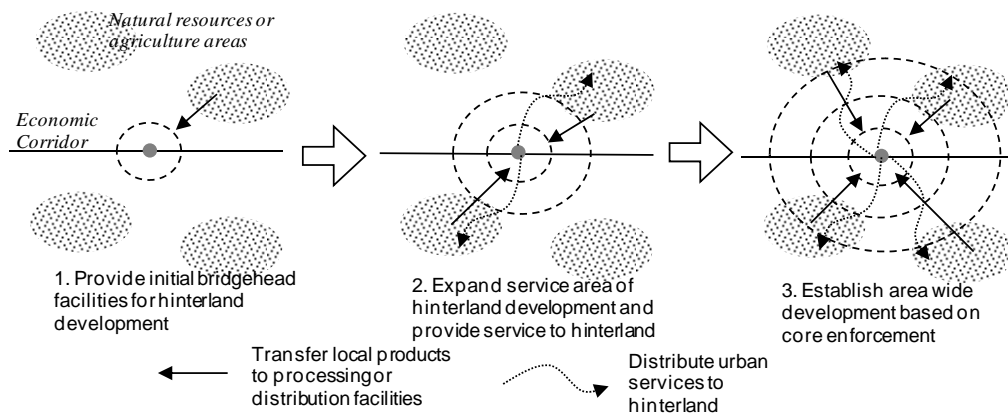 Natural resources or
agriculture areas
Economic
Corridor
1. Provide initial bridgehead
facilities for hinterland
development
2. Expand service area of
hinterland development and
provide service to hinterland
3. Establish area wide
development based on
core enforcement
Transfer local products
to processing or
distribution facilities
Distribute urban
services to
hinterland